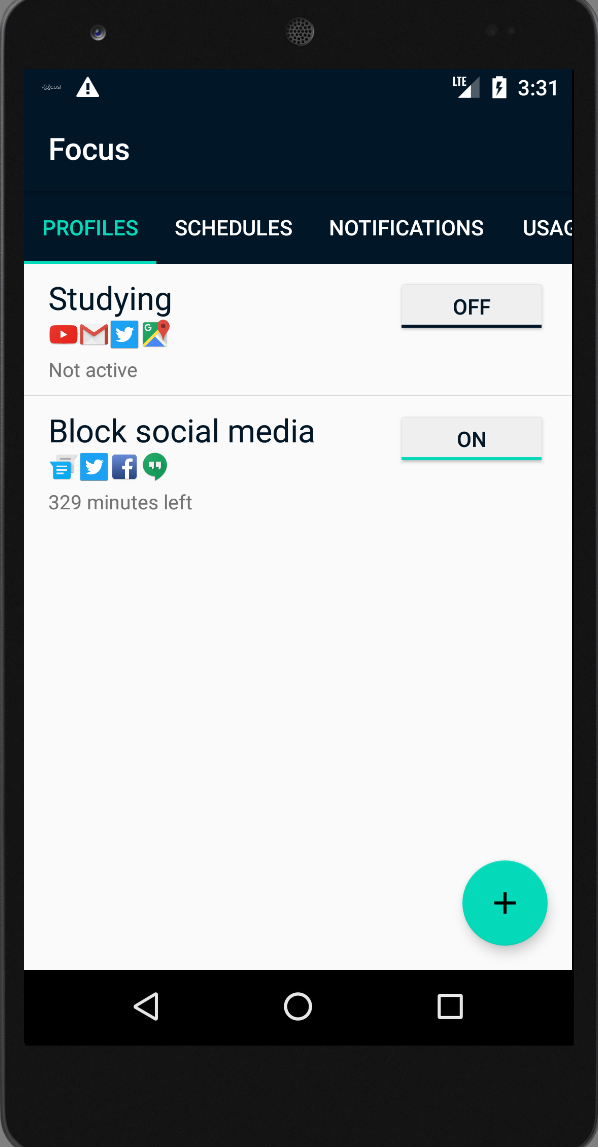 LTE 3:31
Focus
PROFILES SCHEDULES NOTIFICATIONS USAG
Studying
OFF
Not active
Block social media
ON
329 minutes left
+